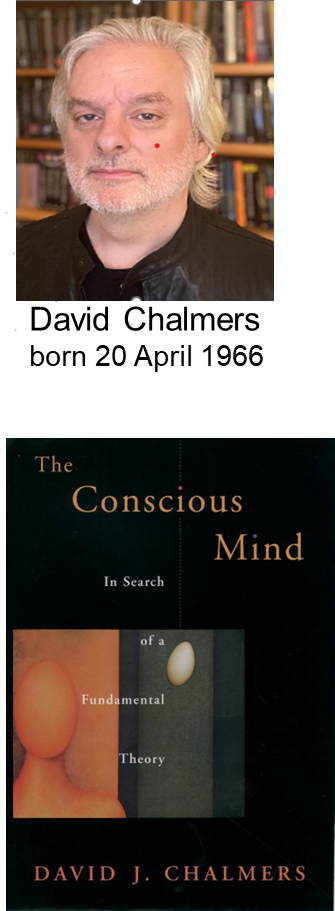 David Chalmers
born 20 April 1966
The
Conscious
Mind
In Search
of a
Fundamental
Theory
DAVID J. CHALMERS